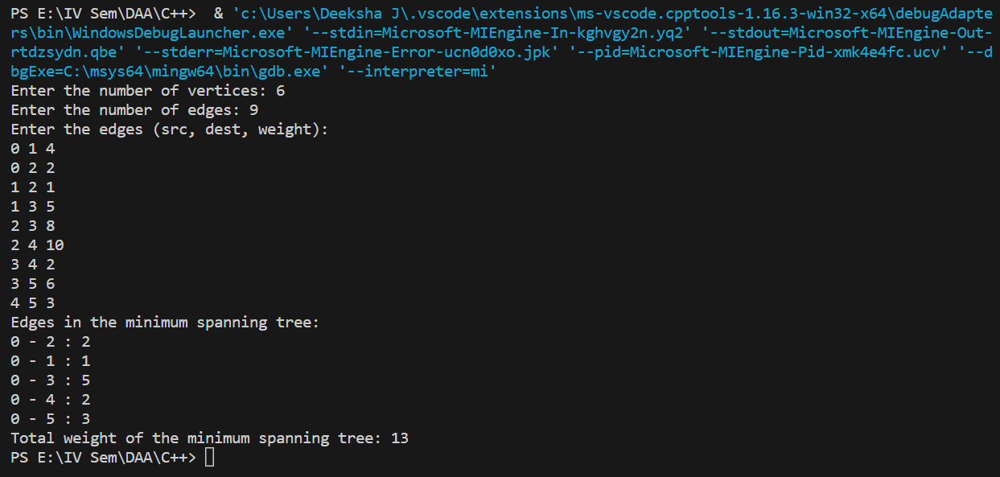 PS E:\IV Sem\DAA\C++>  & 'c:\Users\Deeksha J\.vscode\extensions\ms-vscode.cpptools-1.16.3-win32-x64\debugAdapte
rs\bin\WindowsDebugLauncher.exe' '--stdin=Microsoft-MIEngine-In-kghvgy2n.yq2' '--stdout=Microsoft-MIEngine-Out-
rtdzsydn.qbe' '--stderr=Microsoft-MIEngine-Error-ucn0d0xo.jpk' '--pid=Microsoft-MIEngine-Pid-xmk4e4fc.ucv' '--d
bgExe=C:\msys64\mingw64\bin\gdb.exe' '--interpreter=mi'
Enter the number of vertices: 6
Enter the number of edges: 9
Enter the edges (src, dest, weight):
0 1 4
0 2 2
1 2 1
1 3 5
2 3 8
2 4 10
3 4 2
3 5 6
4 5 3
Edges in the minimum spanning tree:
0 - 2 : 2
0 - 1 : 1
0 - 3 : 5
0 - 4 : 2
0 - 5 : 3
Total weight of the minimum spanning tree: 13
PS E:\IV Sem\DAA\C++>